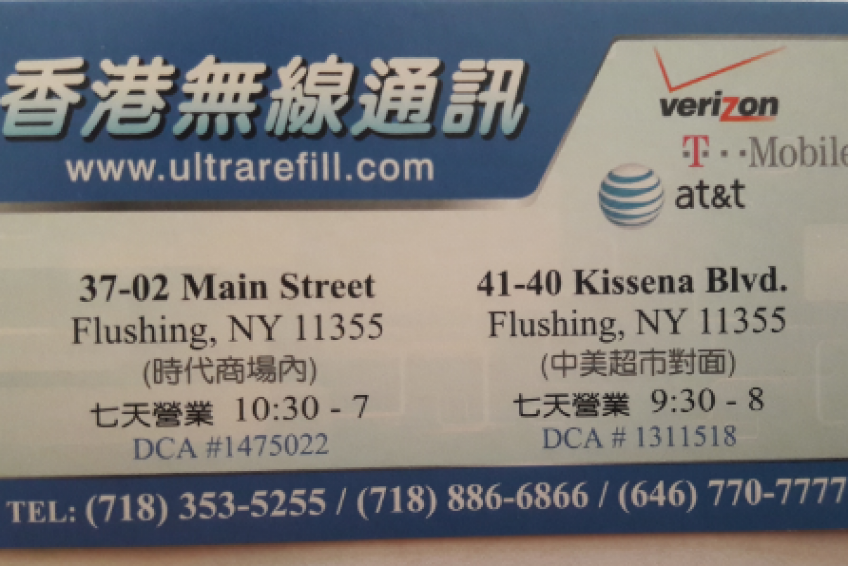 香港無線通訊
www.ultrarefill.com
verizon
T··Mobile
at&t
37-02 Main Street
Flushing, NY 11355
(時代商場內)
七天營業 10:30 - 7
DCA #1475022
41-40 Kissena Blvd.
Flushing, NY 11355
(中美超市對面)
七天營業 9:30 - 8
DCA # 1311518
TEL: (718) 353-5255 / (718) 886-6866 / (646) 770-7777